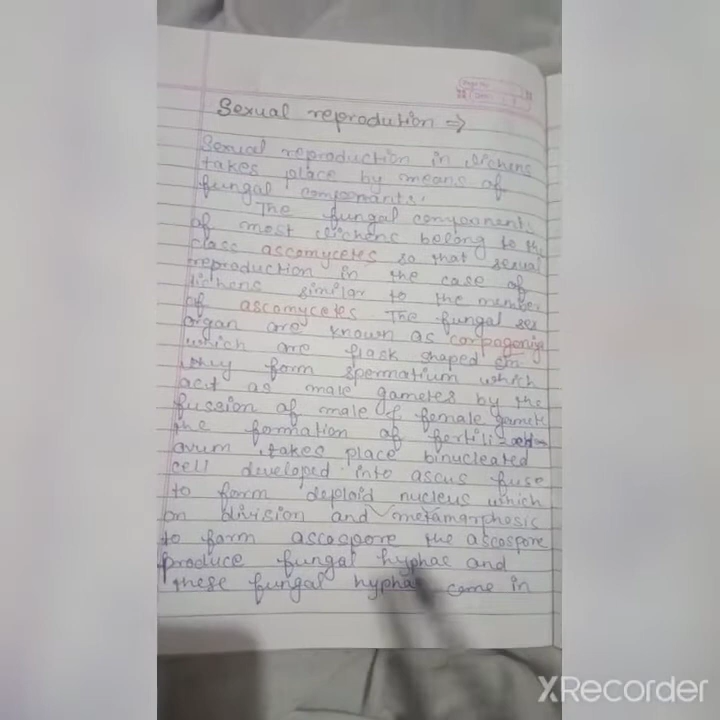 Sexual reprodution ⇒
Sexual reproduction in lichens
takes place by means of
fungal componants.
The fungal component
of most lichens belong to the
class ascomycetes so that sexual
reproduction in the case of
lichens similar to the member
of ascomycetes The fungal sex
organ are known as carpogonia
which are flask shaped
they form spermatium which
act as male gametes by the
fussion of male & female gamete
the formation of fertilized
ovum takes place binucleated
cell developed into ascus fuse
to form deploid nucleus which
on division and metamorphosis
to form ascospore the ascospore
produce fungal hyphae and
these fungal hyphae come in
XRecorder